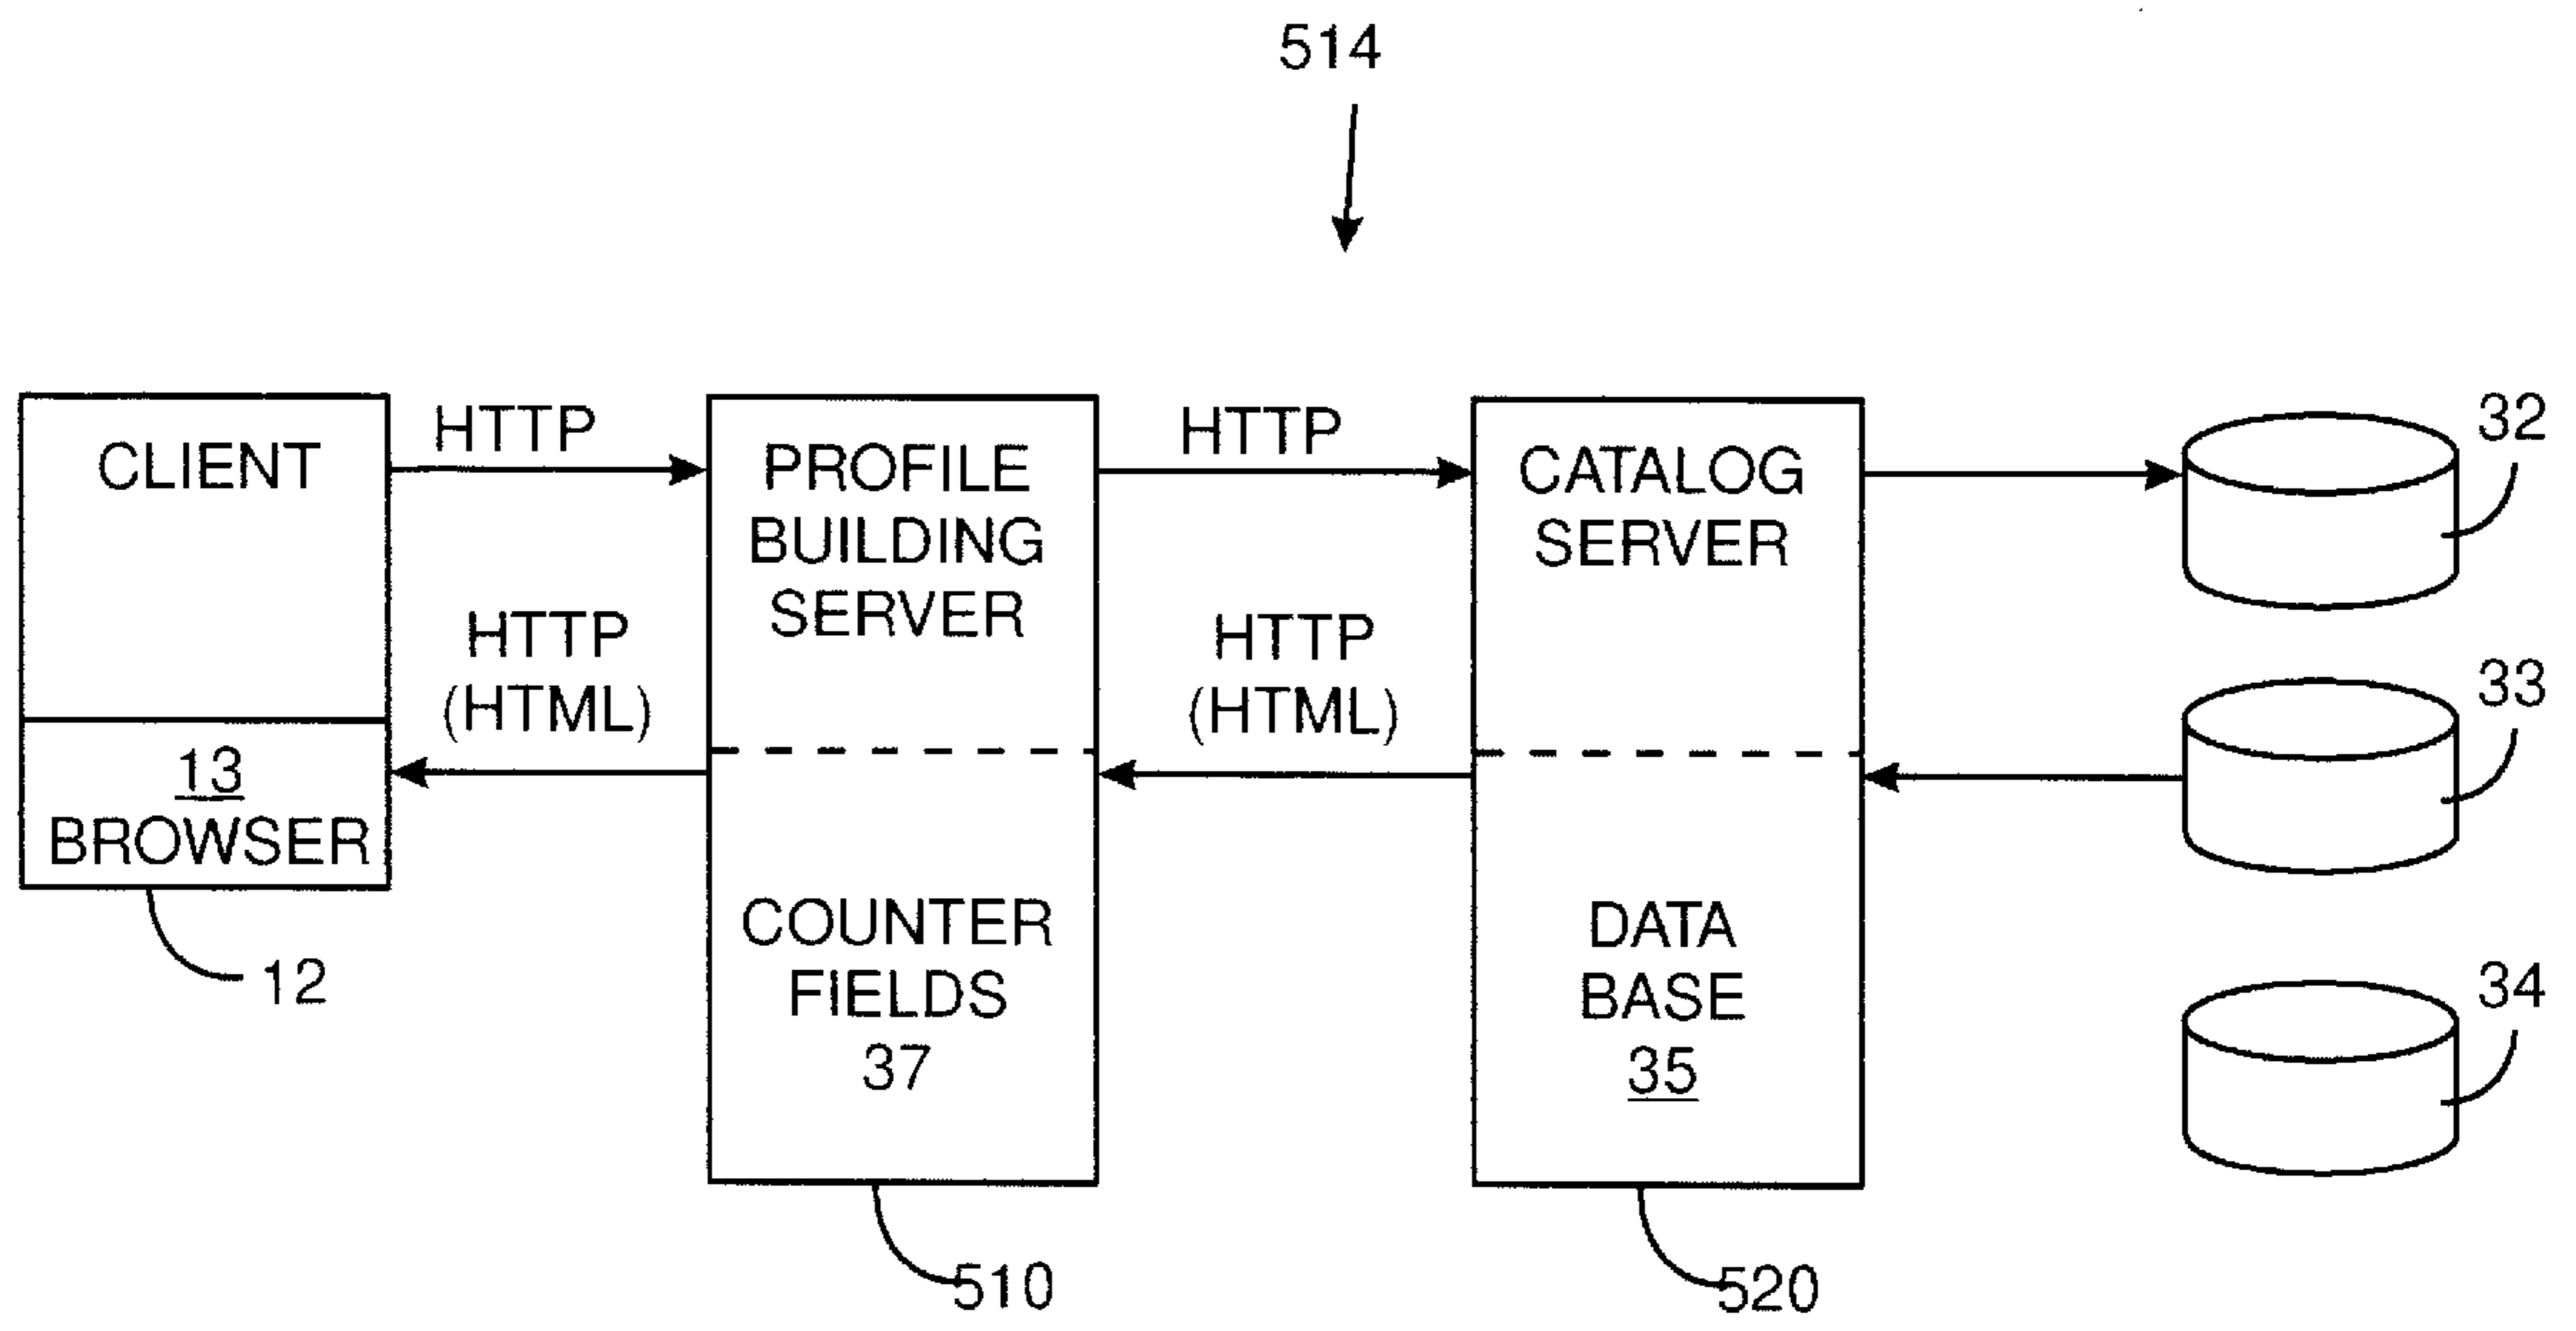 514
HTTP
HTTP
32
CLIENT
PROFILE
BUILDING
SERVER
CATALOG
SERVER
HTTP
(HTML)
HTTP
(HTML)
33
13
BROWSER
COUNTER
FIELDS
37
DATA
BASE
35
34
12
510
520